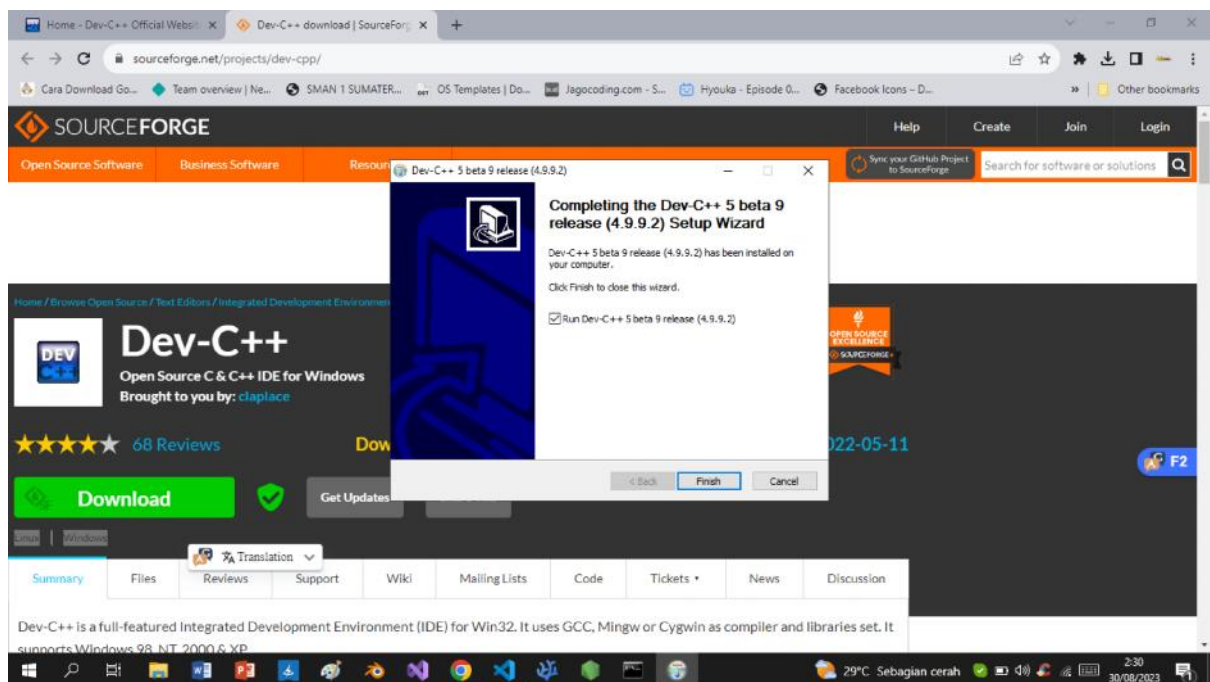 Home - Dev-C++ Official Websit
Dev-C++ download | SourceForg
sourceforge.net/projects/dev-cpp/
Cara Download Go...
Team overview | Ne...
SMAN 1 SUMATER...
OS Templates | Do...
Jagocoding.com - S...
Hyouka - Episode 0...
Facebook Icons – D...
»
Other bookmarks
SOURCEFORGE
Help
Create
Join
Login
Open Source Software
Business Software
Resour
Sync your GitHub Project
to SourceForge
Search for software or solutions
Dev-C++ 5 beta 9 release (4.9.9.2)
Completing the Dev-C++ 5 beta 9
release (4.9.9.2) Setup Wizard
Dev-C++ 5 beta 9 release (4.9.9.2) has been installed on
your computer.
Click Finish to close this wizard.
Run Dev-C++ 5 beta 9 release (4.9.9.2)
< Back
Finish
Cancel
Home / Browse Open Source / Text Editors / Integrated Development Environmen
DEV
C++
Dev-C++
Open Source C & C++ IDE for Windows
Brought to you by: claplace
OPEN SOURCE
EXCELLENCE
SOURCEFORGE
68 Reviews
Dow
022-05-11
F2
Download
Get Updates
Linux | Windows
Translation
Summary
Files
Reviews
Support
Wiki
Mailing Lists
Code
Tickets
News
Discussion
Dev-C++ is a full-featured Integrated Development Environment (IDE) for Win32. It uses GCC, Mingw or Cygwin as compiler and libraries set. It
supports Windows 98, NT, 2000 & XP.
29°C Sebagian cerah
2:30
30/08/2023